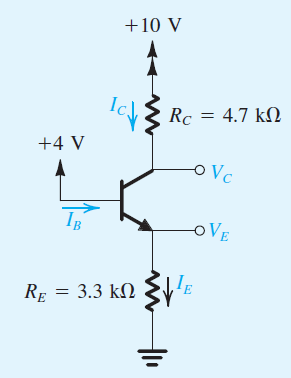 +10 V
I_C
R_C = 4.7 kΩ
+4 V
V_C
I_B
V_E
R_E = 3.3 kΩ
I_E